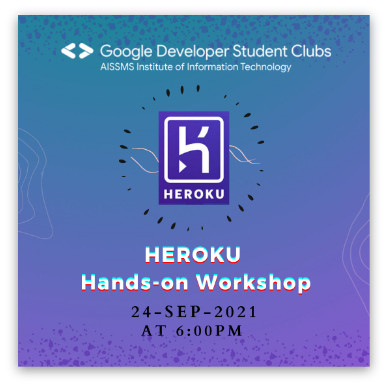 Google Developer Student Clubs
AISSMS Institute of Information Technology
HEROKU
HEROKU
Hands-on Workshop
24-SEP-2021
AT 6:00PM